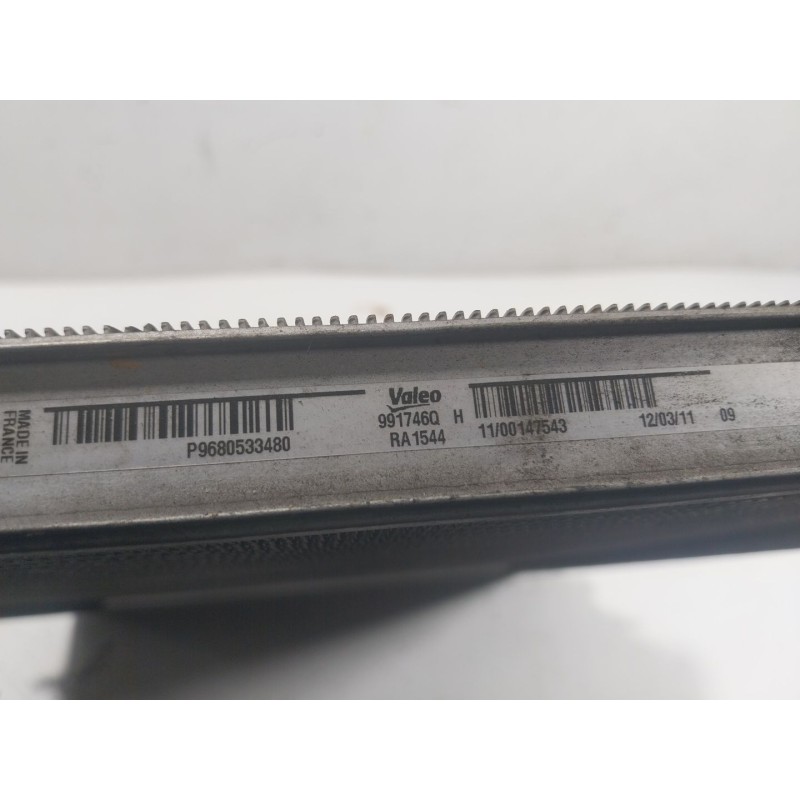 MADE IN
FRANCE
P9680533480
Valeo
991746Q H
RA1544
11/00147543
12/03/11 09